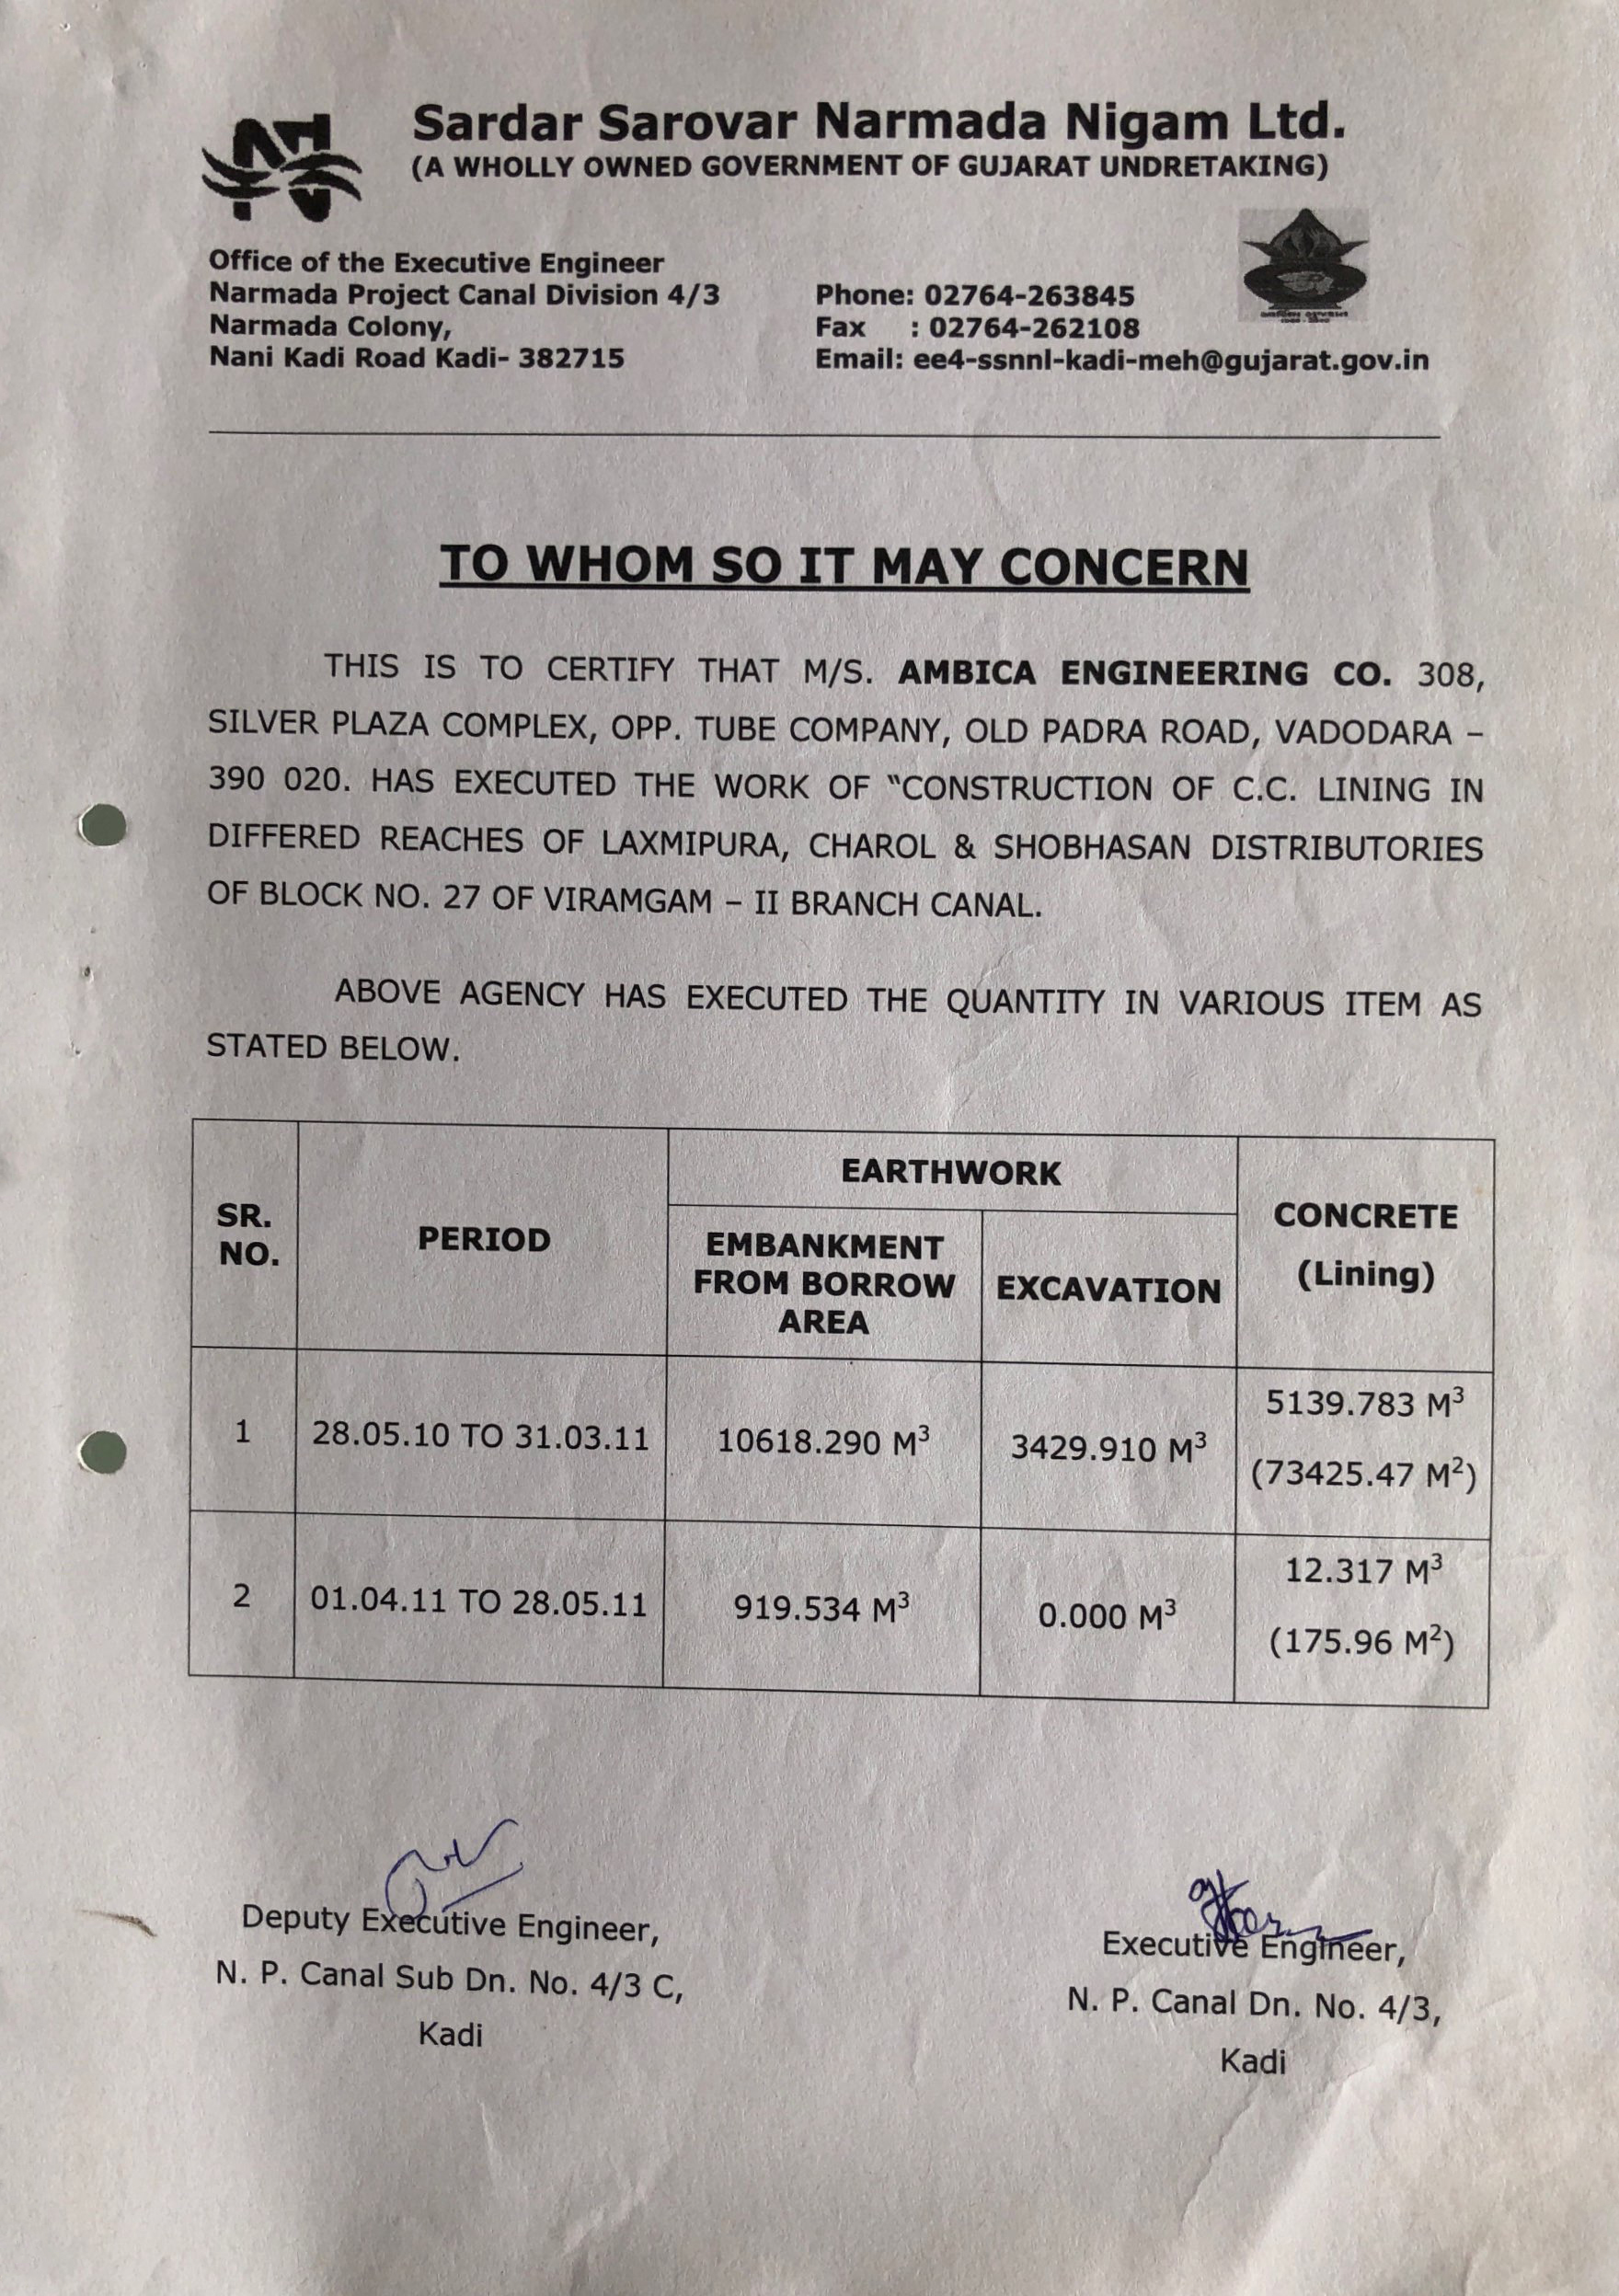 Sardar Sarovar Narmada Nigam Ltd.
(A WHOLLY OWNED GOVERNMENT OF GUJARAT UNDRETAKING)
Office of the Executive Engineer
Narmada Project Canal Division 4/3
Narmada Colony,
Nani Kadi Road Kadi- 382715
Phone: 02764-263845
Fax : 02764-262108
Email: ee4-ssnnl-kadi-meh@gujarat.gov.in
TO WHOM SO IT MAY CONCERN
THIS IS TO CERTIFY THAT M/S. AMBICA ENGINEERING CO. 308,
SILVER PLAZA COMPLEX, OPP. TUBE COMPANY, OLD PADRA ROAD, VADODARA –
390 020. HAS EXECUTED THE WORK OF “CONSTRUCTION OF C.C. LINING IN
DIFFERED REACHES OF LAXMIPURA, CHAROL & SHOBHASAN DISTRIBUTORIES
OF BLOCK NO. 27 OF VIRAMGAM – II BRANCH CANAL.
ABOVE AGENCY HAS EXECUTED THE QUANTITY IN VARIOUS ITEM AS
STATED BELOW.
SR.
NO.
PERIOD
EARTHWORK
EMBANKMENT
FROM BORROW
AREA
EXCAVATION
CONCRETE
(Lining)
1
28.05.10 TO 31.03.11
10618.290 M³
3429.910 M³
5139.783 M³
(73425.47 M²)
2
01.04.11 TO 28.05.11
919.534 M³
0.000 M³
12.317 M³
(175.96 M²)
Deputy Executive Engineer,
N. P. Canal Sub Dn. No. 4/3 C,
Kadi
Executive Engineer,
N. P. Canal Dn. No. 4/3,
Kadi